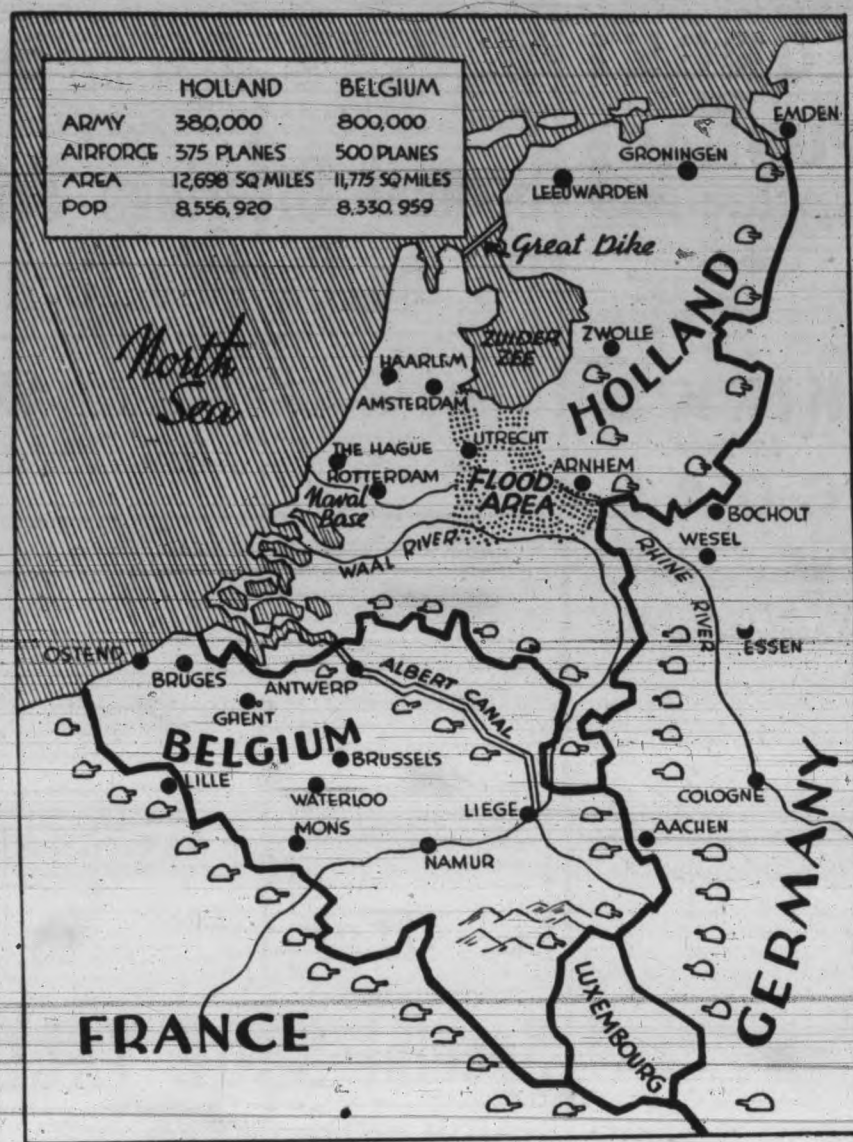 HOLLAND BELGIUM
ARMY 380,000 800,000
AIRFORCE 375 PLANES 500 PLANES
AREA 12,698 SQ MILES 11,775 SQ MILES
POP 8,556,920 8,330,959
EMDEN
GRONINGEN
LEEUWARDEN
Great Dike
North
Sea
ZUIDER
ZEE
ZWOLLE
HOLLAND
HAARLEM
AMSTERDAM
THE HAGUE
UTRECHT
ROTTERDAM
Naval
Base
FLOOD
AREA
ARNHEM
BOCHOLT
WESEL
WAAL RIVER
RHINE
RIVER
ESSEN
OSTEND
BRUGES
ANTWERP
ALBERT CANAL
GHENT
BELGIUM
BRUSSELS
LILLE
WATERLOO
LIEGE
COLOGNE
MONS
NAMUR
AACHEN
GERMANY
LUXEMBOURG
FRANCE